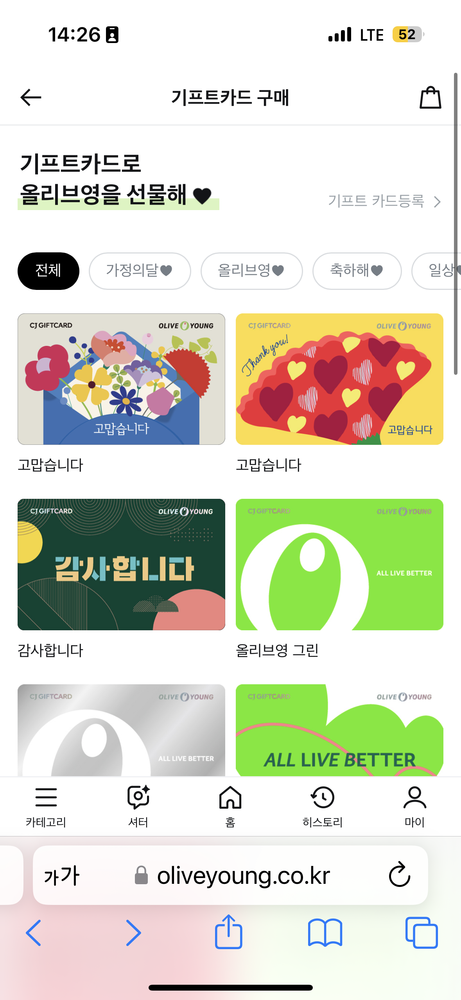 14:26
LTE
52
기프트카드 구매
기프트카드로
올리브영을 선물해 🖤
기프트 카드등록
전체
가정의달🖤
올리브영🖤
축하해🖤
일상
CJ GIFTCARD
OLIVE YOUNG
고맙습니다
고맙습니다
CJ GIFTCARD
OLIVE YOUNG
Thank you!
고맙습니다
고맙습니다
CJ GIFTCARD
OLIVE YOUNG
감사합니다
감사합니다
CJ GIFTCARD
OLIVE YOUNG
ALL LIVE BETTER
올리브영 그린
CJ GIFTCARD
OLIVE YOUNG
ALL LIVE BETTER
CJ GIFTCARD
OLIVE YOUNG
ALL LIVE BETTER
카테고리
셔터
홈
히스토리
마이
가가
oliveyoung.co.kr